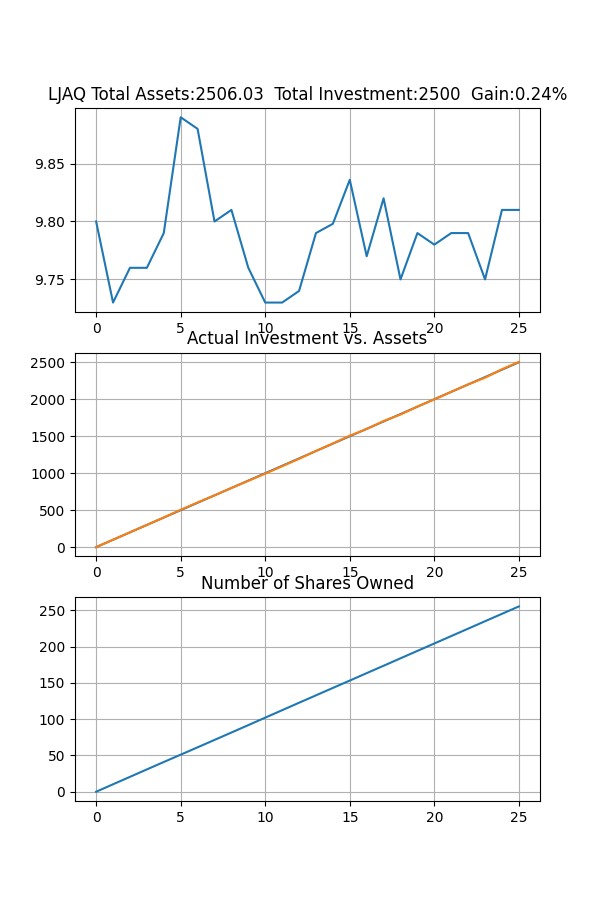 LJAQ Total Assets:2506.03  Total Investment:2500  Gain:0.24%
9.85
9.80
9.75
0 5 10 15 20 25
Actual Investment vs. Assets
2500
2000
1500
1000
500
0
0 5 10 15 20 25
Number of Shares Owned
250
200
150
100
50
0
0 5 10 15 20 25